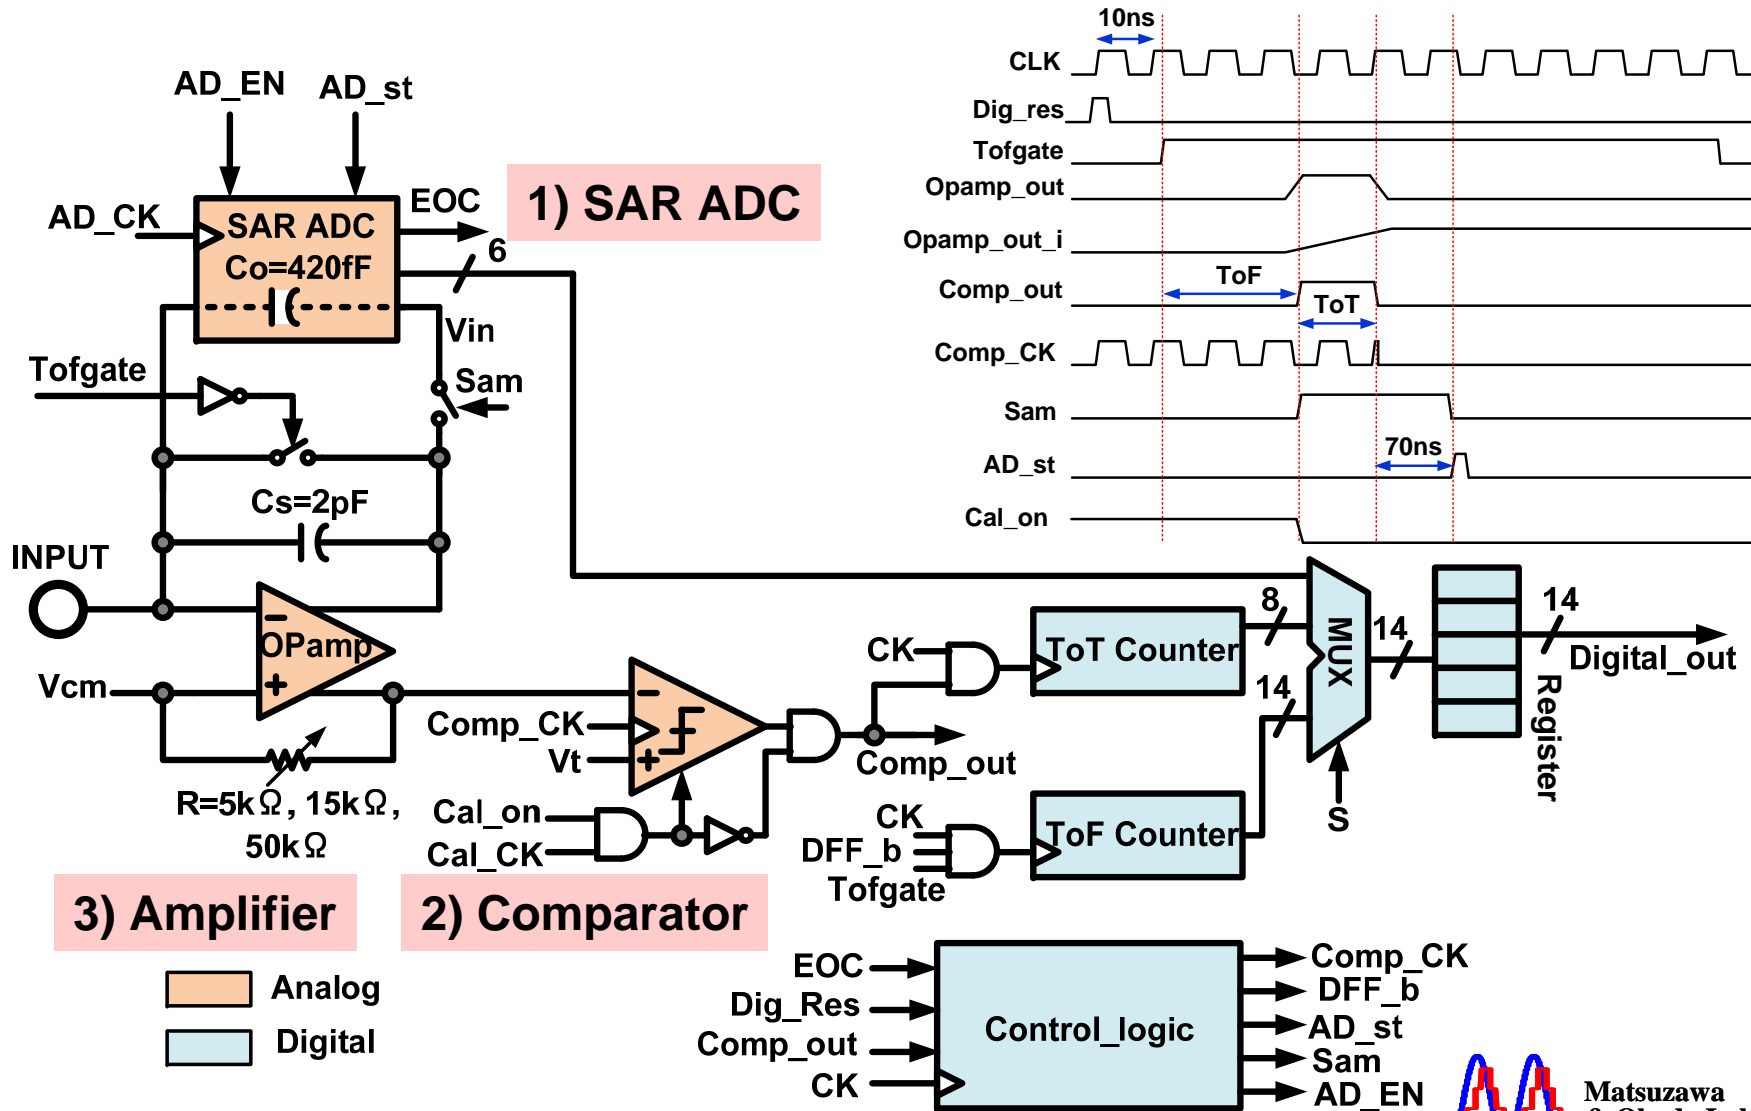 10ns
CLK
Dig_res
Tofgate
Opamp_out
Opamp_out_i
Comp_out
ToF
ToT
Comp_CK
Sam
AD_st
70ns
Cal_on
AD_EN
AD_st
AD_CK
SAR ADC
Co=420fF
EOC
6
1) SAR ADC
Vin
Tofgate
Sam
Cs=2pF
INPUT
OPamp
Vcm
R=5kΩ, 15kΩ,
50kΩ
Comp_CK
Vt
Cal_on
Cal_CK
Comp_out
CK
ToT Counter
8
CK
DFF_b
Tofgate
ToF Counter
14
MUX
S
14
Register
14
Digital_out
3) Amplifier
2) Comparator
Analog
Digital
EOC
Dig_Res
Comp_out
CK
Control_logic
Comp_CK
DFF_b
AD_st
Sam
AD_EN
Matsuzawa